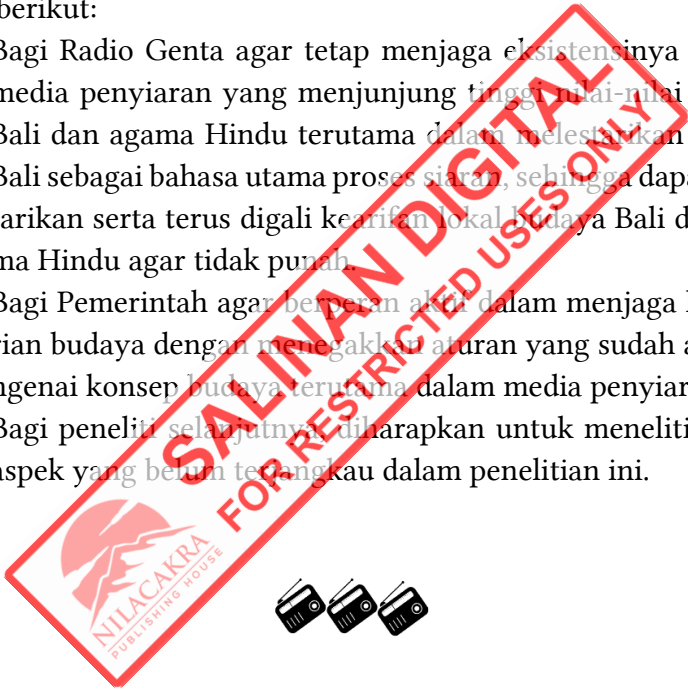 berikut:
Bagi Radio Genta agar tetap menjaga eksistensinya
media penyiaran yang menjunjung tinggi nilai-nilai
Bali dan agama Hindu terutama dalam melestarikan
Bali sebagai bahasa utama proses siaran, sehingga dapa
arikan serta terus digali kearifan lokal budaya Bali d
ma Hindu agar tidak punah.
Bagi Pemerintah agar berperan aktif dalam menjaga
ian budaya dengan menegakkan aturan yang sudah a
ngenai konsep budaya terutama dalam media penyiar
Bagi peneliti selanjutnya, diharapkan untuk meneliti
aspek yang belum terjangkau dalam penelitian ini.
SALINAN DIGITAL
FOR RESTRICTED USES ONLY
NILACAKRA
PUBLISHING HOUSE